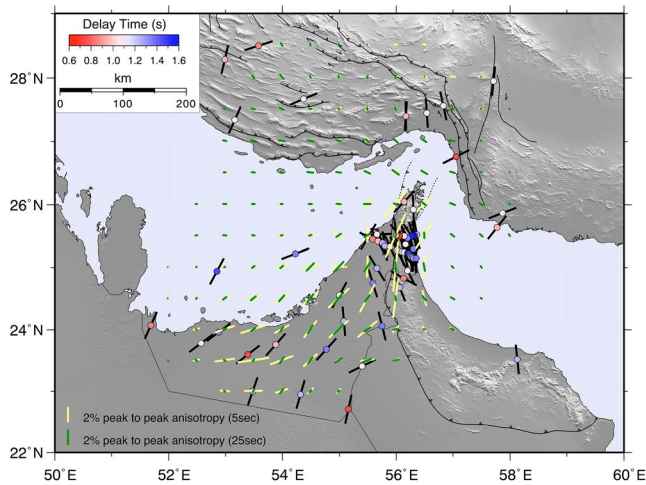 Delay Time (s)
0.6 0.8 1.0 1.2 1.4 1.6
km
0 100 200
28°N
26°N
24°N
22°N
2% peak to peak anisotropy (5sec)
2% peak to peak anisotropy (25sec)
50°E 52°E 54°E 56°E 58°E 60°E